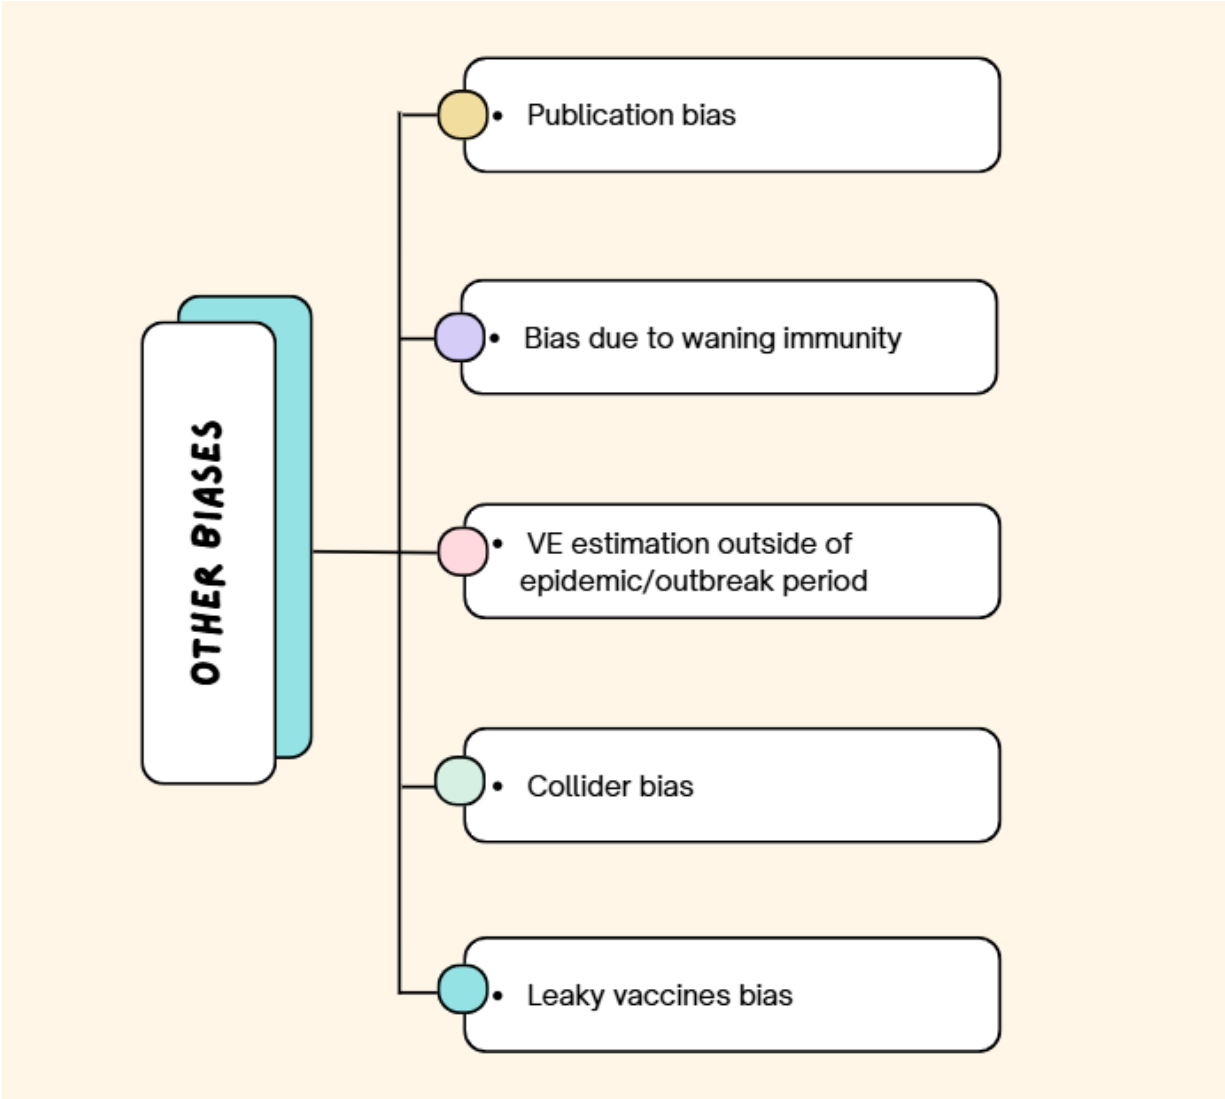 OTHER BIASES
• Publication bias
• Bias due to waning immunity
• VE estimation outside of
epidemic/outbreak period
• Collider bias
• Leaky vaccines bias